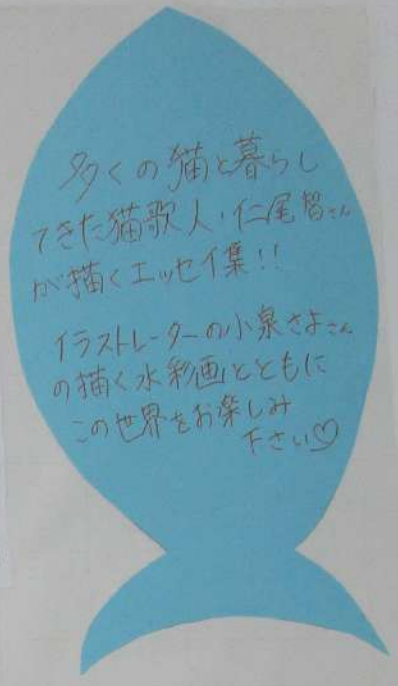 多くの猫と暮らし
てきた猫歌人・仁尾智さん
が描くエッセイ集!!
イラストレーターの小泉さよさん
の描く水彩画とともに
この世界をお楽しみ
下さい♡